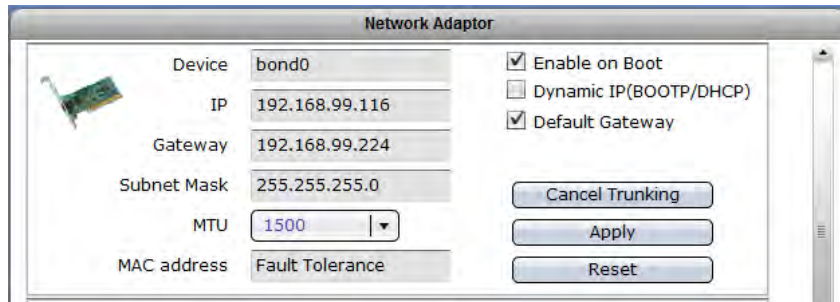 Network Adaptor
Device bond0
IP 192.168.99.116
Gateway 192.168.99.224
Subnet Mask 255.255.255.0
MTU 1500
MAC address Fault Tolerance
Enable on Boot
Dynamic IP(BOOTP/DHCP)
Default Gateway
Cancel Trunking
Apply
Reset